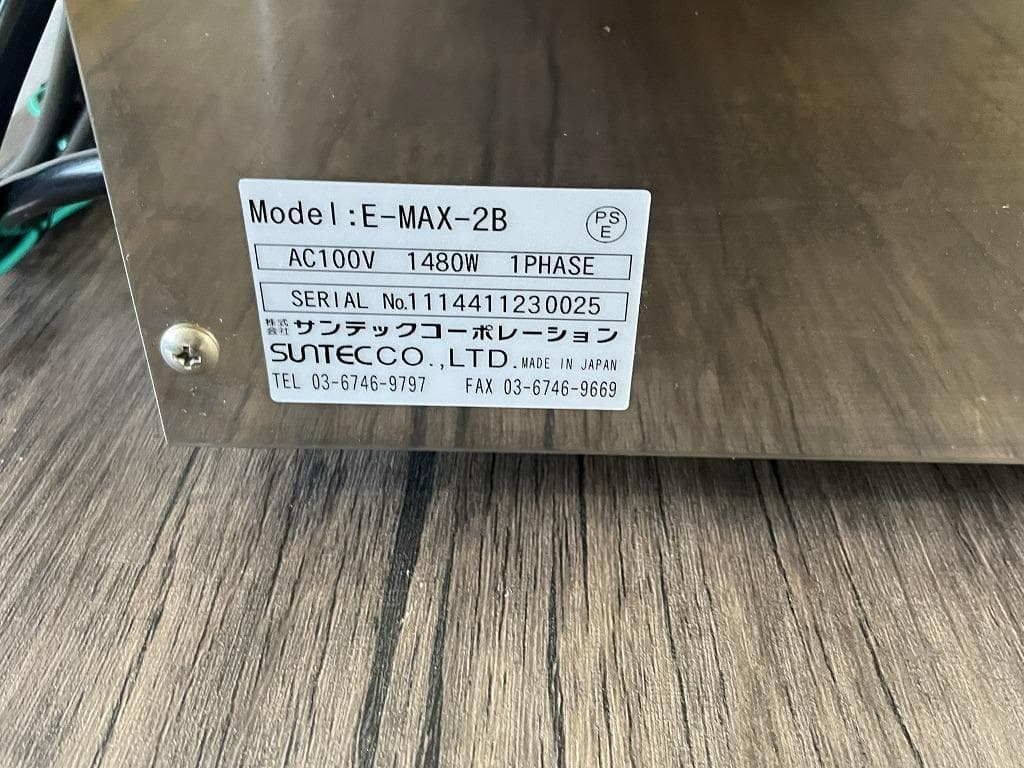 Model:E-MAX-2B
PS
E
AC100V 1480W 1PHASE
SERIAL No.1114411230025
株式会社 サンテックコーポレーション
SUNTECCO.,LTD. MADE IN JAPAN
TEL 03-6746-9797 FAX 03-6746-9669